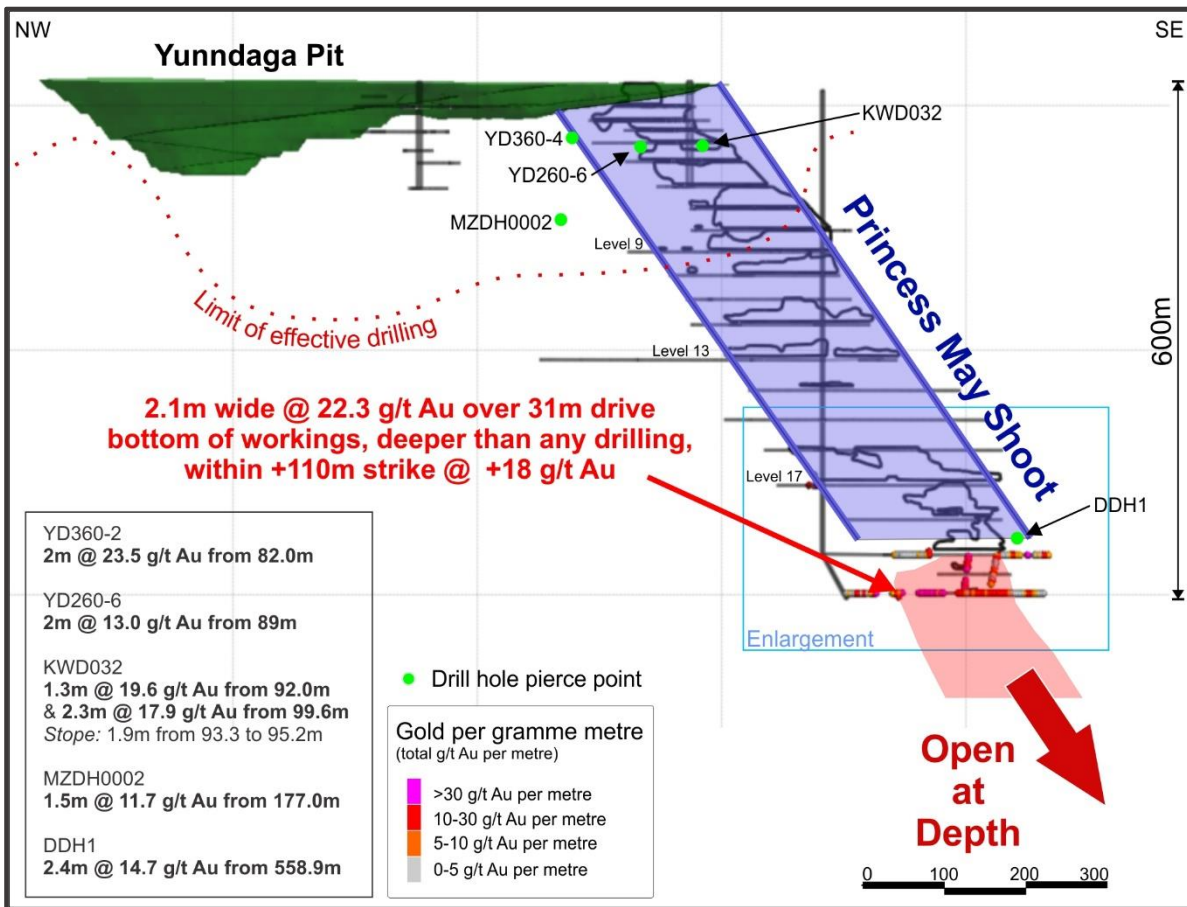 NW
SE
Yunndaga Pit
KWD032
YD360-4
YD260-6
MZDH0002
Level 9
Limit of effective drilling
Princess May Shoot
600m
Level 13
2.1m wide @ 22.3 g/t Au over 31m drive
bottom of workings, deeper than any drilling,
within +110m strike @ +18 g/t Au
Level 17
DDH1
Enlargement
YD360-2
2m @ 23.5 g/t Au from 82.0m
YD260-6
2m @ 13.0 g/t Au from 89m
KWD032
1.3m @ 19.6 g/t Au from 92.0m
& 2.3m @ 17.9 g/t Au from 99.6m
Stope: 1.9m from 93.3 to 95.2m
MZDH0002
1.5m @ 11.7 g/t Au from 177.0m
DDH1
2.4m @ 14.7 g/t Au from 558.9m
Drill hole pierce point
Gold per gramme metre
(total g/t Au per metre)
>30 g/t Au per metre
10-30 g/t Au per metre
5-10 g/t Au per metre
0-5 g/t Au per metre
Open
at
Depth
0 100 200 300